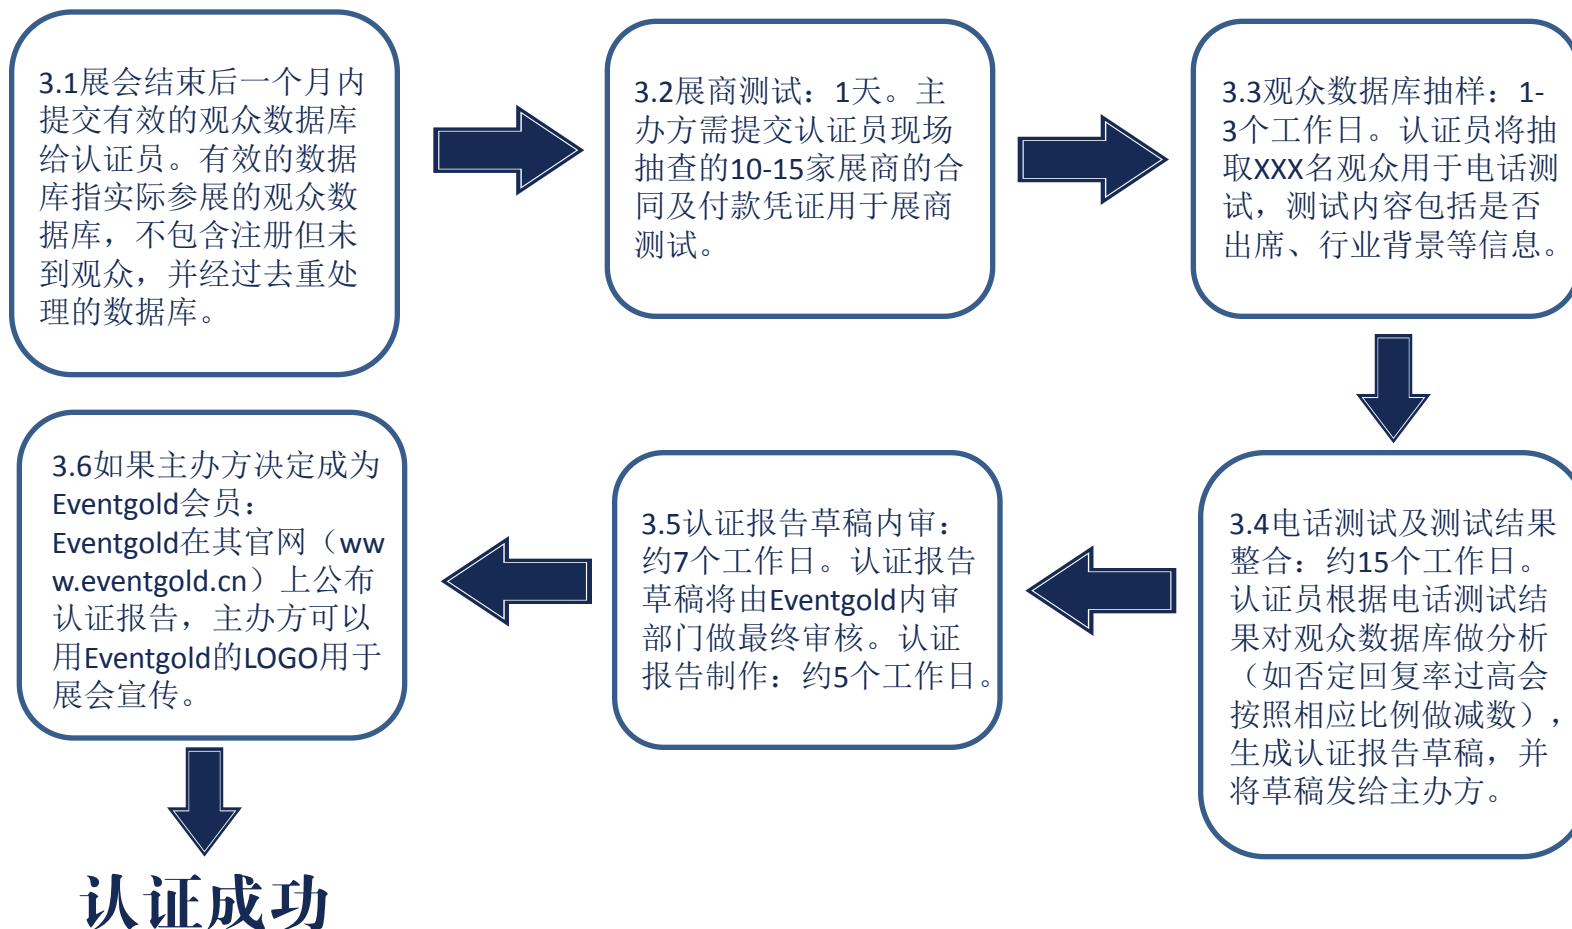 3.1展会结束后一个月内
提交有效的观众数据库
给认证员。有效的数据
库指实际参展的观众数
据库，不包含注册但未
到观众，并经过去重处
理的数据库。
3.2展商测试：1天。主
办方需提交认证员现场
抽查的10-15家展商的合
同及付款凭证用于展商
测试。
3.3观众数据库抽样：1-
3个工作日。认证员将抽
取XXX名观众用于电话测
试，测试内容包括是否
出席、行业背景等信息。
3.4电话测试及测试结果
整合：约15个工作日。
认证员根据电话测试结
果对观众数据库做分析
（如否定回复率过高会
按照相应比例做减数），
生成认证报告草稿，并
将草稿发给主办方。
3.5认证报告草稿内审：
约7个工作日。认证报告
草稿将由Eventgold内审
部门做最终审核。认证
报告制作：约5个工作日。
3.6如果主办方决定成为
Eventgold会员：
Eventgold在其官网（ww
w.eventgold.cn）上公布
认证报告，主办方可以
用Eventgold的LOGO用于
展会宣传。
认证成功